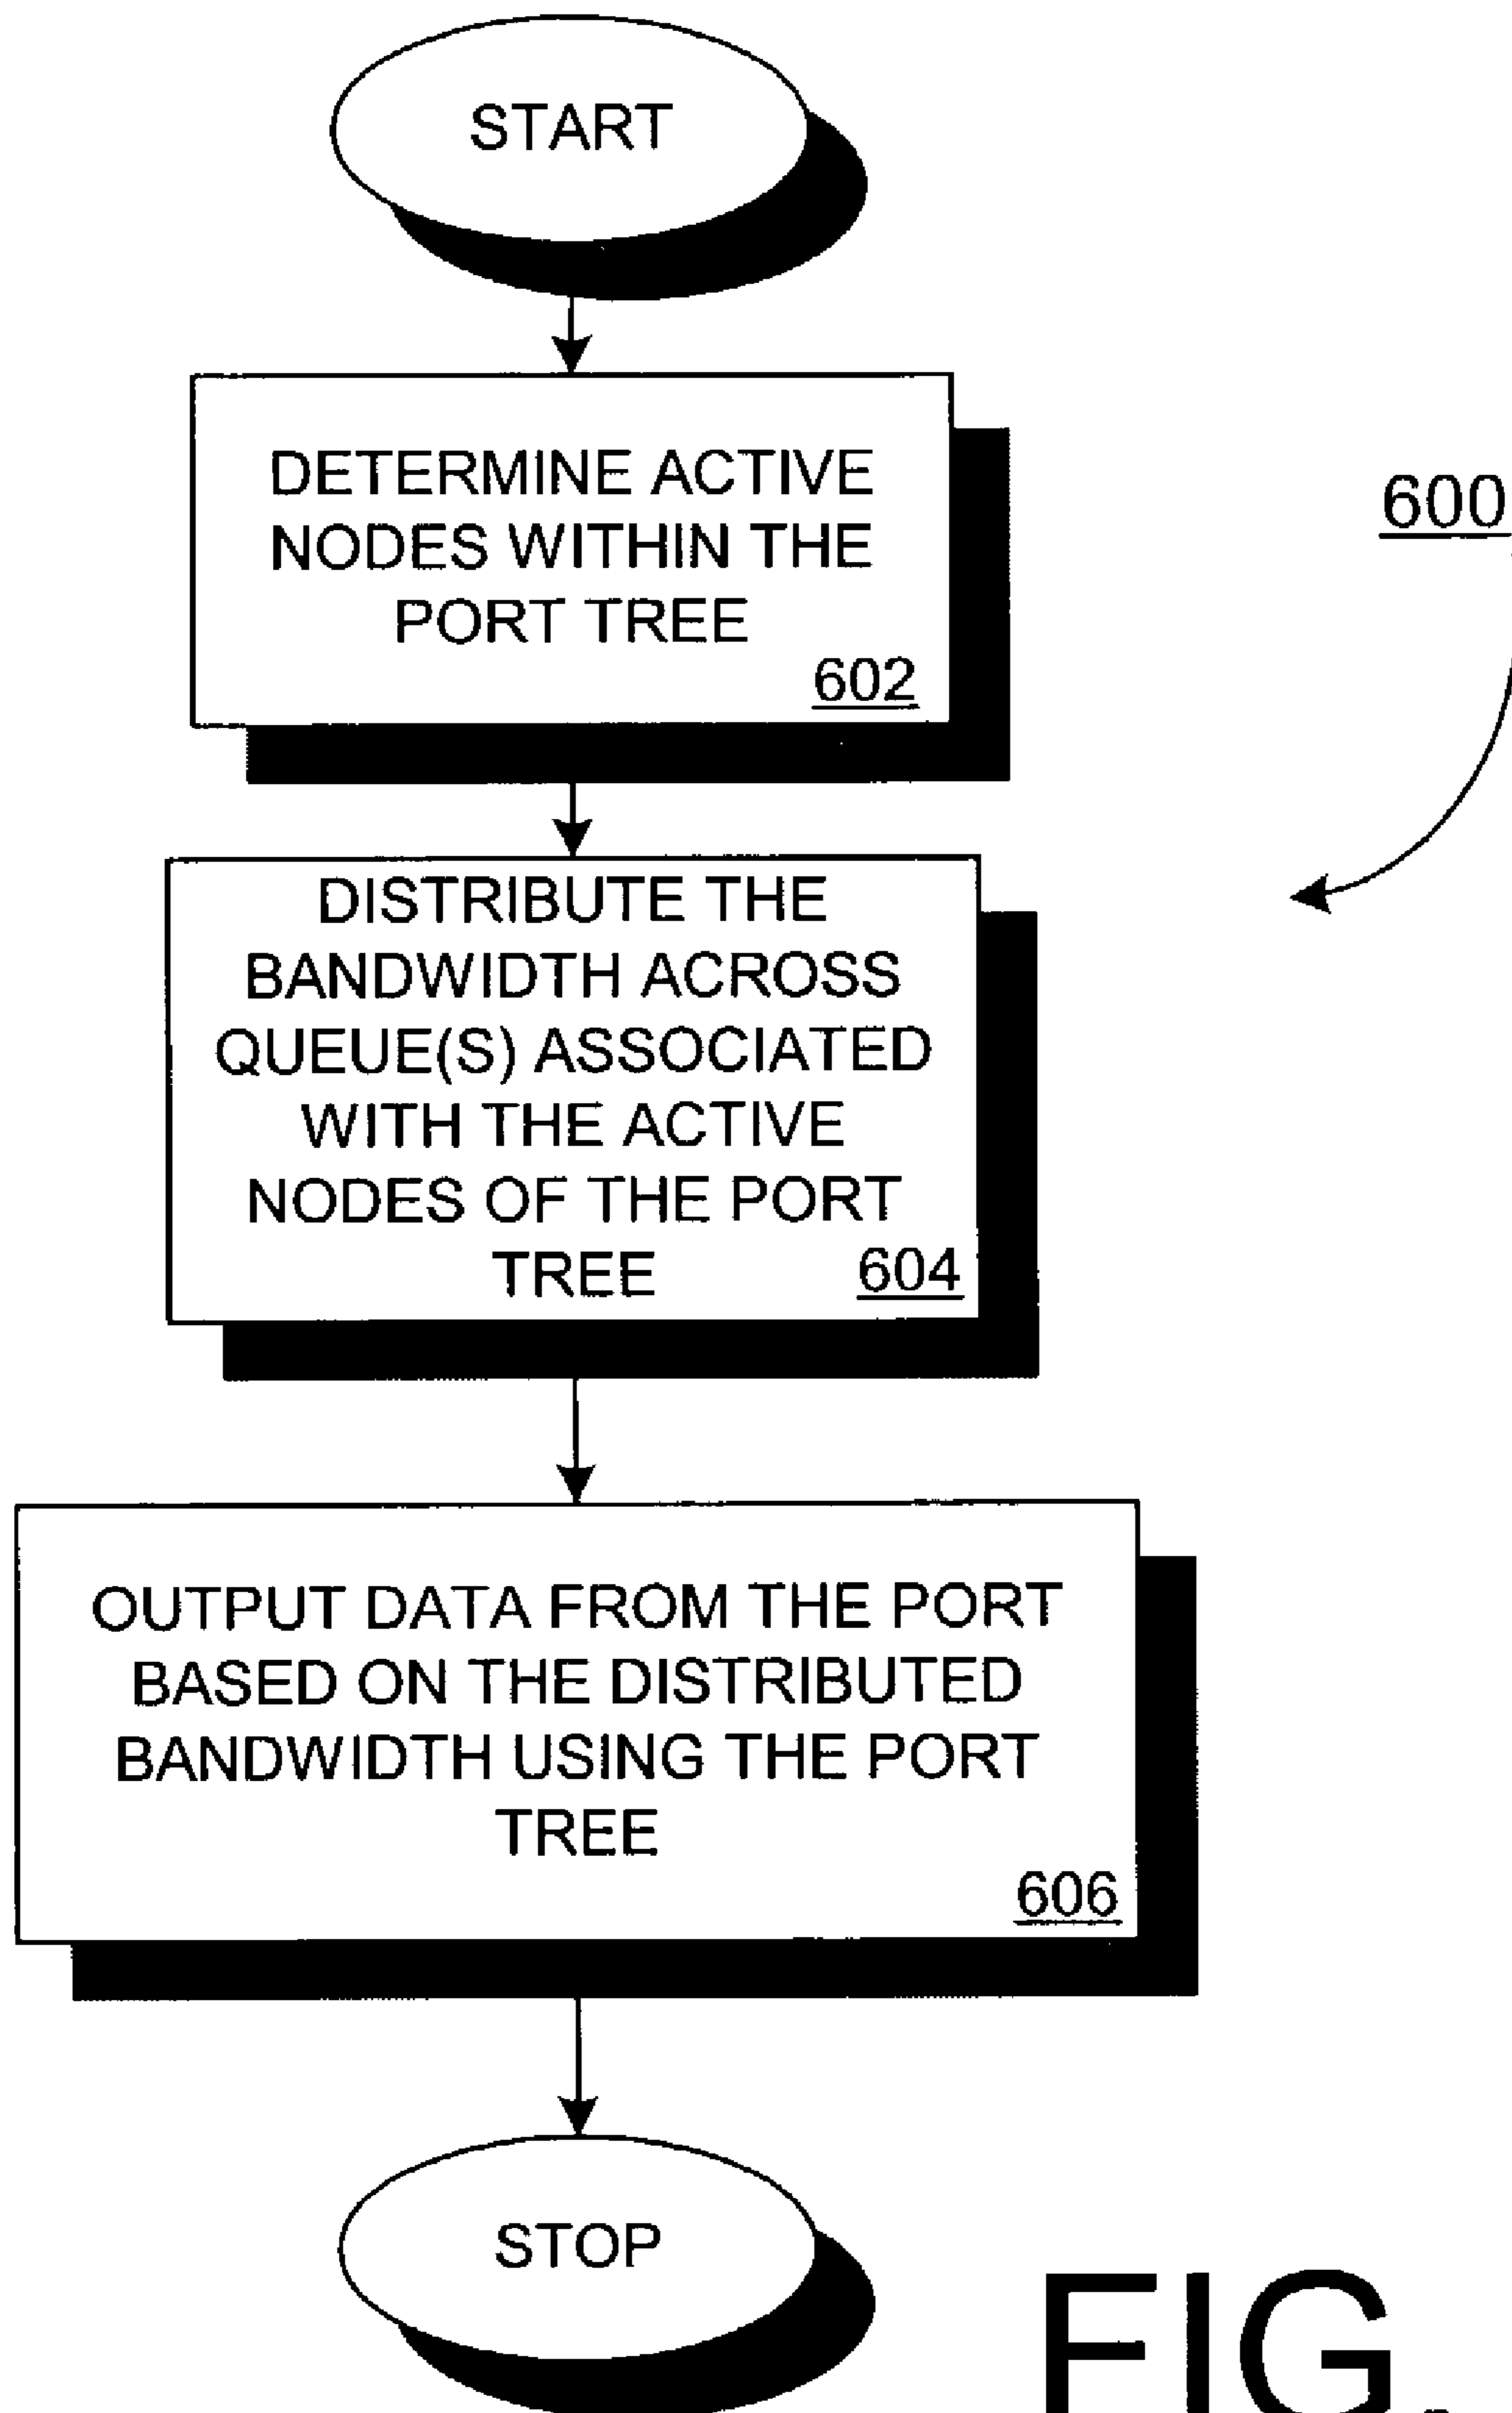 START
DETERMINE ACTIVE
NODES WITHIN THE
PORT TREE
602
600
DISTRIBUTE THE
BANDWIDTH ACROSS
QUEUE(S) ASSOCIATED
WITH THE ACTIVE
NODES OF THE PORT
TREE
604
OUTPUT DATA FROM THE PORT
BASED ON THE DISTRIBUTED
BANDWIDTH USING THE PORT
TREE
606
STOP
FIG.